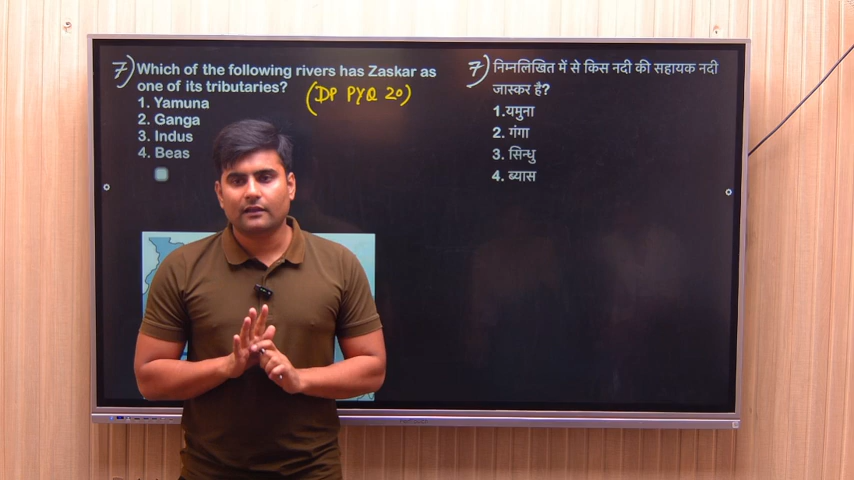 7) Which of the following rivers has Zaskar as
one of its tributaries?
(DP PYQ 20)
1. Yamuna
2. Ganga
3. Indus
4. Beas
7) निम्नलिखित में से किस नदी की सहायक नदी
जास्कर है?
1.यमुना
2. गंगा
3. सिन्धु
4. ब्यास